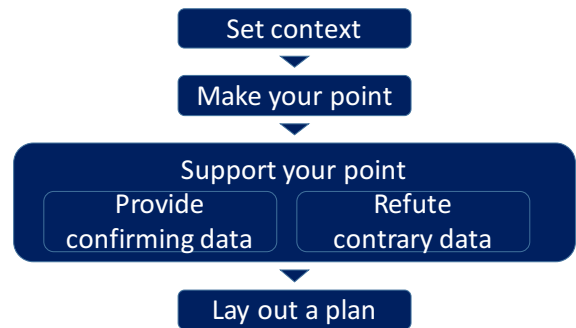 Set context
Make your point
Support your point
Provide
confirming data
Refute
contrary data
Lay out a plan